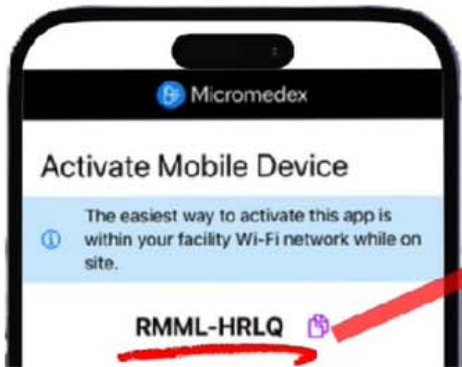 Micromedex
Activate Mobile Device
The easiest way to activate this app is
within your facility Wi-Fi network while on
site.
RMML-HRLQ